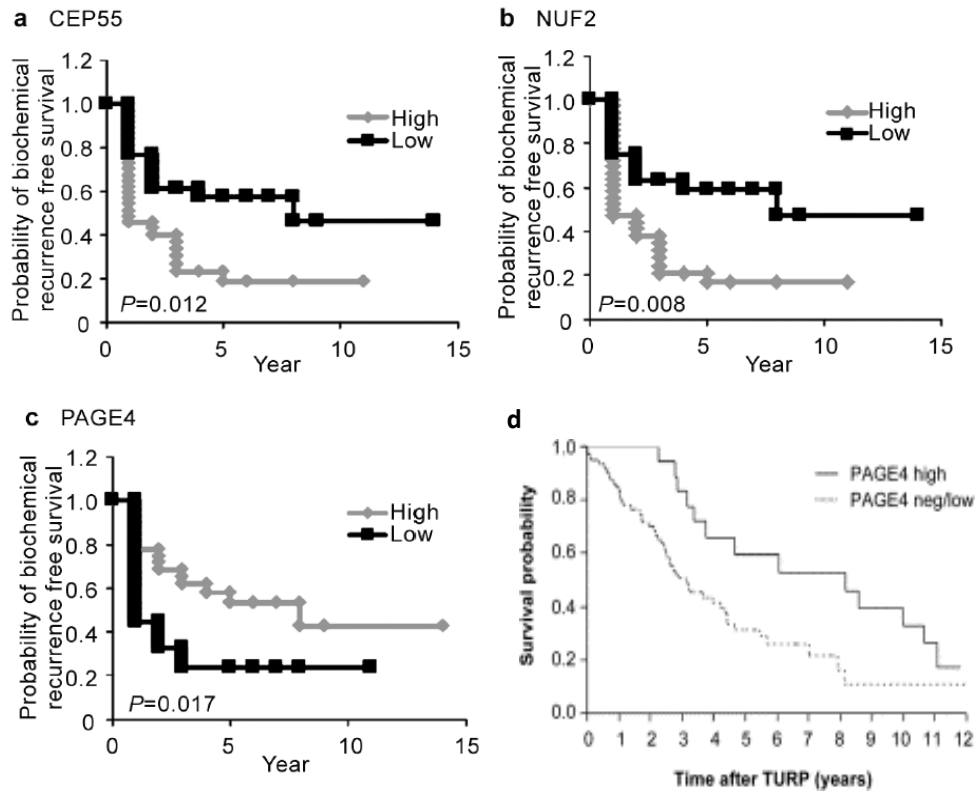 a CEP55
Probability of biochemical
recurrence free survival
1.2
1.0
0.8
0.6
0.4
0.2
0
High
Low
P=0.012
0 5 10 15
Year
b NUF2
Probability of biochemical
recurrence free survival
1.2
1.0
0.8
0.6
0.4
0.2
0
High
Low
P=0.008
0 5 10 15
Year
c PAGE4
Probability of biochemical
recurrence free survival
1.2
1.0
0.8
0.6
0.4
0.2
0
High
Low
P=0.017
0 5 10 15
Year
d
Survival probability
1.0
0.8
0.6
0.4
0.2
0.0
PAGE4 high
PAGE4 neg/low
0 1 2 3 4 5 6 7 8 9 10 11 12
Time after TURP (years)